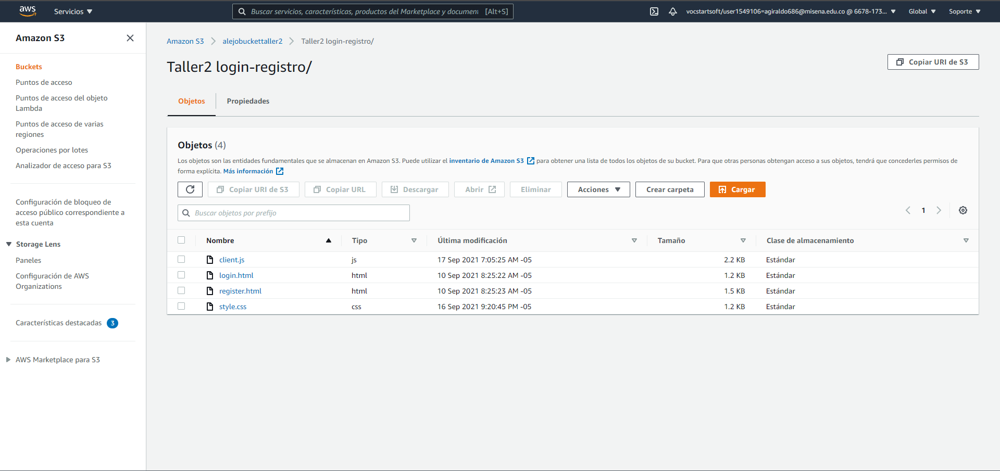 aws Servicios Buscar servicios, características, productos del Marketplace y document [Alt+S] vocstartsoft/user1549106=agiraldo686@misena.edu.co @ 6678-173... Global Soporte
Amazon S3
Buckets
Puntos de acceso
Puntos de acceso del objeto
Lambda
Puntos de acceso de varias
regiones
Operaciones por lotes
Analizador de acceso para S3
Configuración de bloqueo de
acceso público correspondiente a
esta cuenta
Storage Lens
Paneles
Configuración de AWS
Organizations
Características destacadas 3
AWS Marketplace para S3
Amazon S3 alejobuckettaller2 Taller2 login-registro/
Taller2 login-registro/
Copiar URI de S3
Objetos Propiedades
Objetos (4)
Los objetos son las entidades fundamentales que se almacenan en Amazon S3. Puede utilizar el inventario de Amazon S3 para obtener una lista de todos los objetos de su bucket. Para que otras personas obtengan acceso a sus objetos, tendrá que concederles permisos de
forma explícita. Más información
Copiar URI de S3 Copiar URL Descargar Abrir Eliminar Acciones Crear carpeta Cargar
Buscar objetos por prefijo
1
Nombre Tipo Última modificación Tamaño Clase de almacenamiento
client.js js 17 Sep 2021 7:05:25 AM -05 2.2 KB Estándar
login.html html 10 Sep 2021 8:25:22 AM -05 1.2 KB Estándar
register.html html 10 Sep 2021 8:25:23 AM -05 1.5 KB Estándar
style.css css 16 Sep 2021 9:20:45 PM -05 1.2 KB Estándar